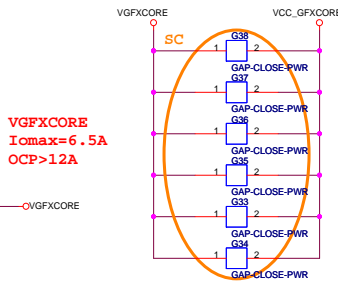 VGFXCORE
VCC_GFXCORE
SC
G38
1 2
GAP-CLOSE-PWR
G37
1 2
GAP-CLOSE-PWR
G36
1 2
GAP-CLOSE-PWR
G35
1 2
GAP-CLOSE-PWR
G33
1 2
GAP-CLOSE-PWR
G34
1 2
GAP-CLOSE-PWR
VGFXCORE
Iomax=6.5A
OCP>12A
VGFXCORE